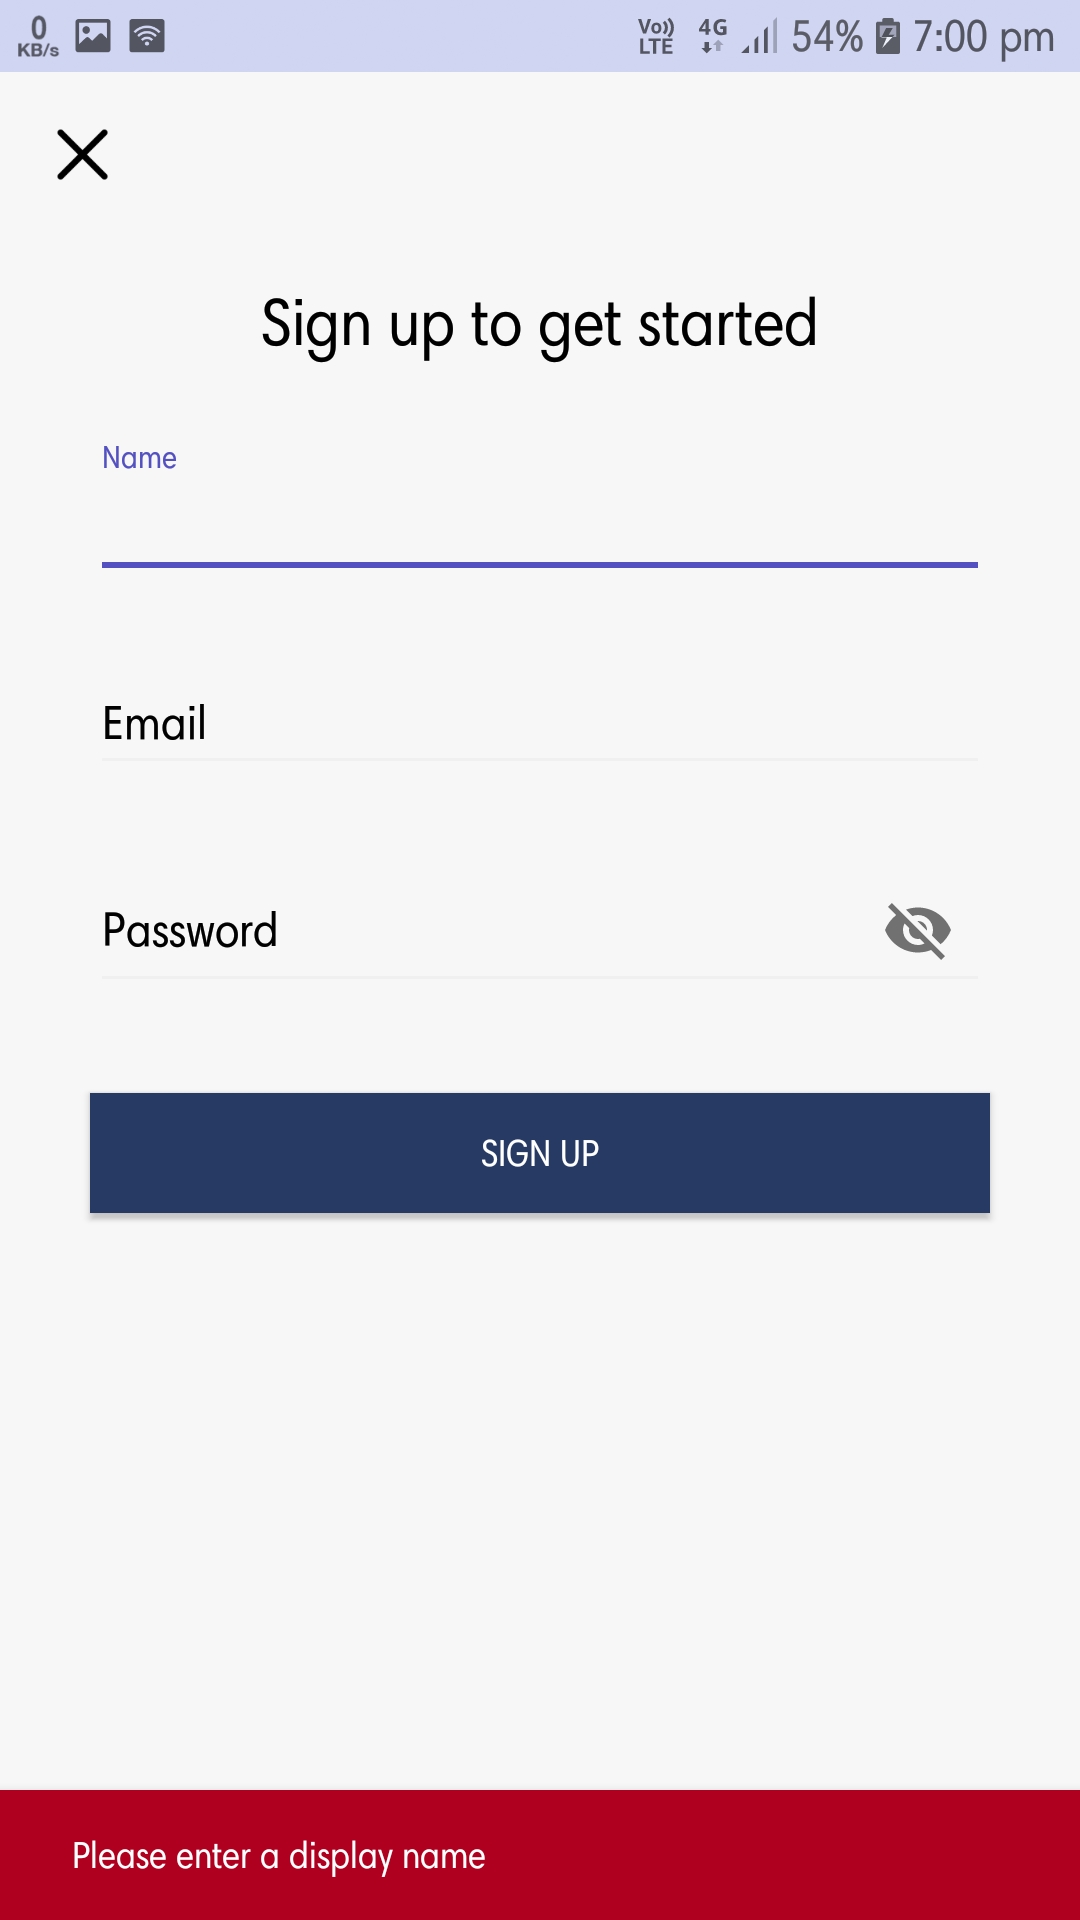 0
KB/s
Vo)) LTE 4G 54% 7:00 pm
Sign up to get started
Name
Email
Password
SIGN UP
Please enter a display name